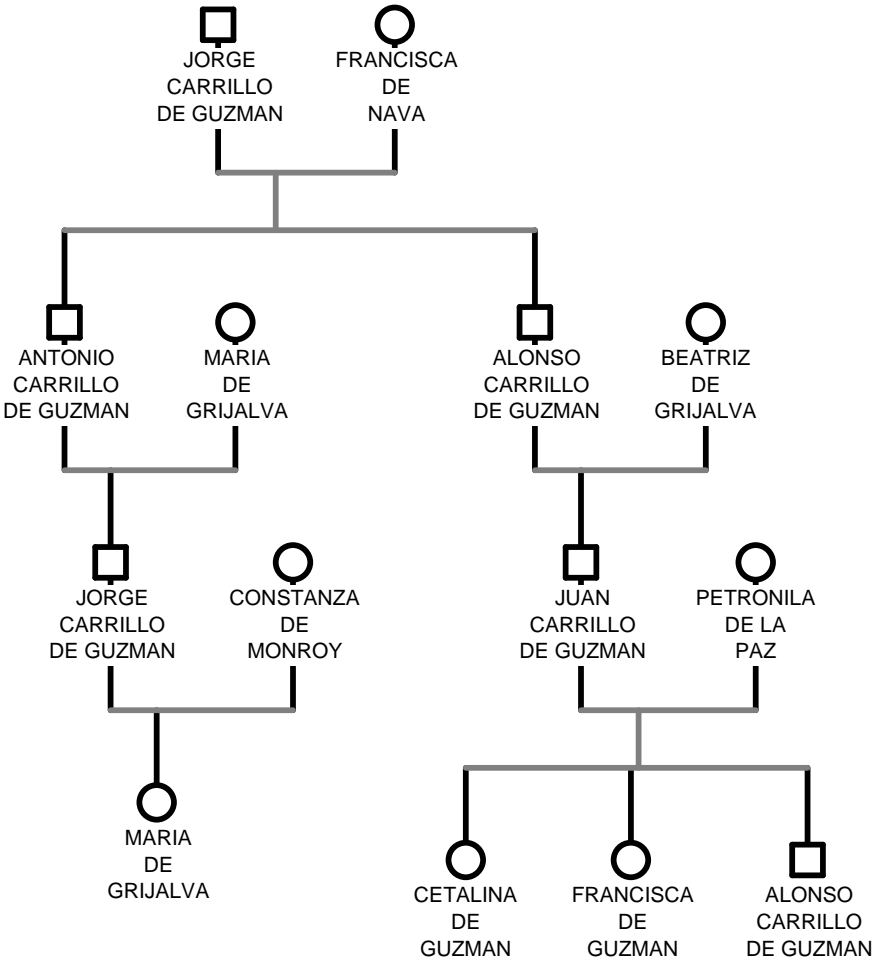 JORGE
CARRILLO
DE GUZMAN
FRANCISCA
DE
NAVA
ANTONIO
CARRILLO
DE GUZMAN
MARIA
DE
GRIJALVA
ALONSO
CARRILLO
DE GUZMAN
BEATRIZ
DE
GRIJALVA
JORGE
CARRILLO
DE GUZMAN
CONSTANZA
DE
MONROY
JUAN
CARRILLO
DE GUZMAN
PETRONILA
DE LA
PAZ
MARIA
DE
GRIJALVA
CETALINA
DE
GUZMAN
FRANCISCA
DE
GUZMAN
ALONSO
CARRILLO
DE GUZMAN